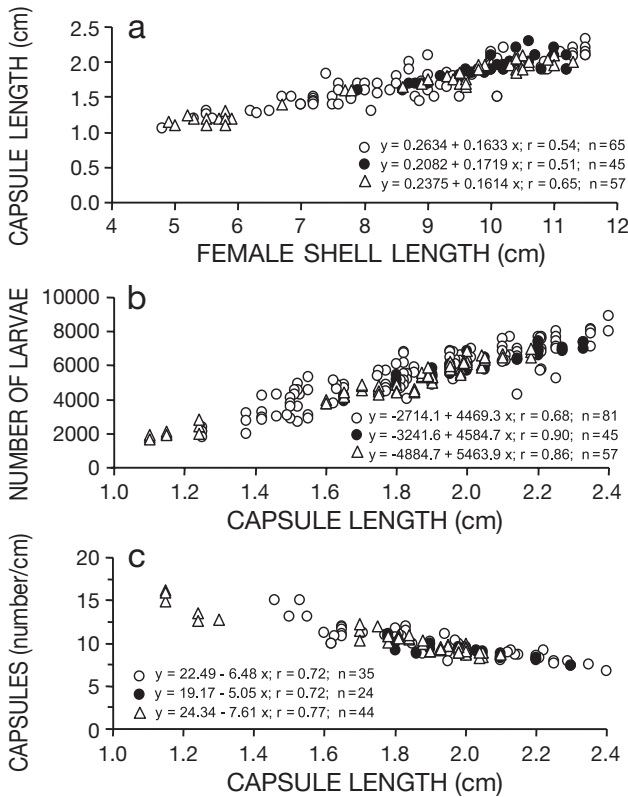 a
CAPSULE LENGTH (cm)
2.5
2.0
1.5
1.0
0.5
0.0
y = 0.2634 + 0.1633 x; r = 0.54; n=65
y = 0.2082 + 0.1719 x; r = 0.51; n=45
y = 0.2375 + 0.1614 x; r = 0.65; n=57
4 5 6 7 8 9 10 11 12
FEMALE SHELL LENGTH (cm)
b
NUMBER OF LARVAE
10000
8000
6000
4000
2000
0
y = -2714.1 + 4469.3 x; r = 0.68; n=81
y = -3241.6 + 4584.7 x; r = 0.90; n=45
y = -4884.7 + 5463.9 x; r = 0.86; n=57
1.0 1.2 1.4 1.6 1.8 2.0 2.2 2.4
CAPSULE LENGTH (cm)
c
CAPSULES (number/cm)
20
15
10
5
0
y = 22.49 - 6.48 x; r = 0.72; n=35
y = 19.17 - 5.05 x; r = 0.72; n=24
y = 24.34 - 7.61 x; r = 0.77; n=44
1.0 1.2 1.4 1.6 1.8 2.0 2.2 2.4
CAPSULE LENGTH (cm)